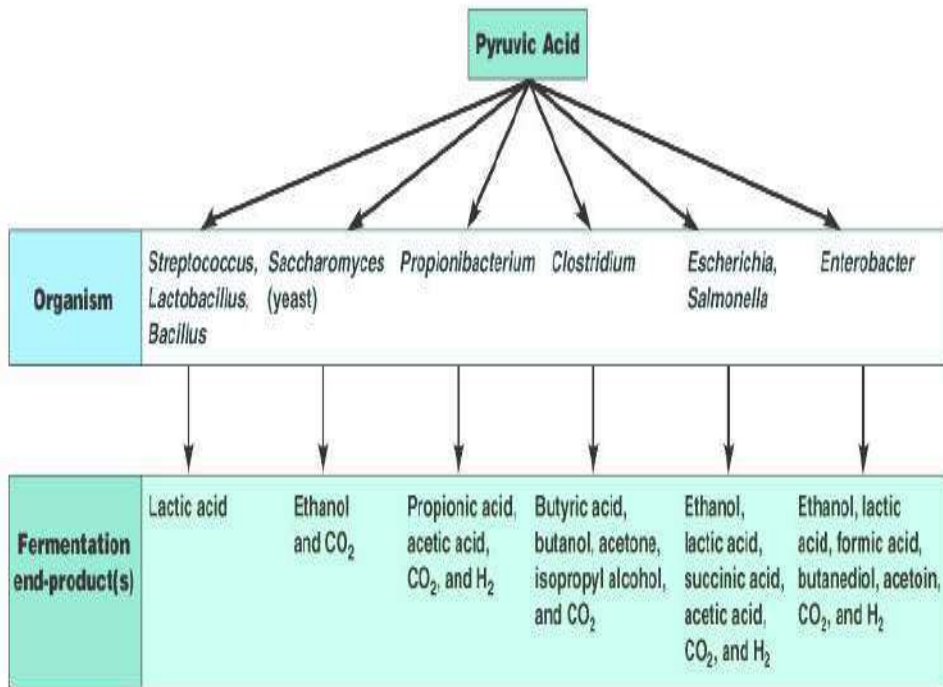 Pyruvic Acid
Organism
Streptococcus,
Lactobacillus,
Bacillus
Saccharomyces
(yeast)
Propionibacterium
Clostridium
Escherichia,
Salmonella
Enterobacter
Fermentation
end-product(s)
Lactic acid
Ethanol
and CO₂
Propionic acid,
acetic acid,
CO₂, and H₂
Butyric acid,
butanol, acetone,
isopropyl alcohol,
and CO₂
Ethanol,
lactic acid,
succinic acid,
acetic acid,
CO₂, and H₂
Ethanol, lactic
acid, formic acid,
butanediol, acetoin,
CO₂, and H₂